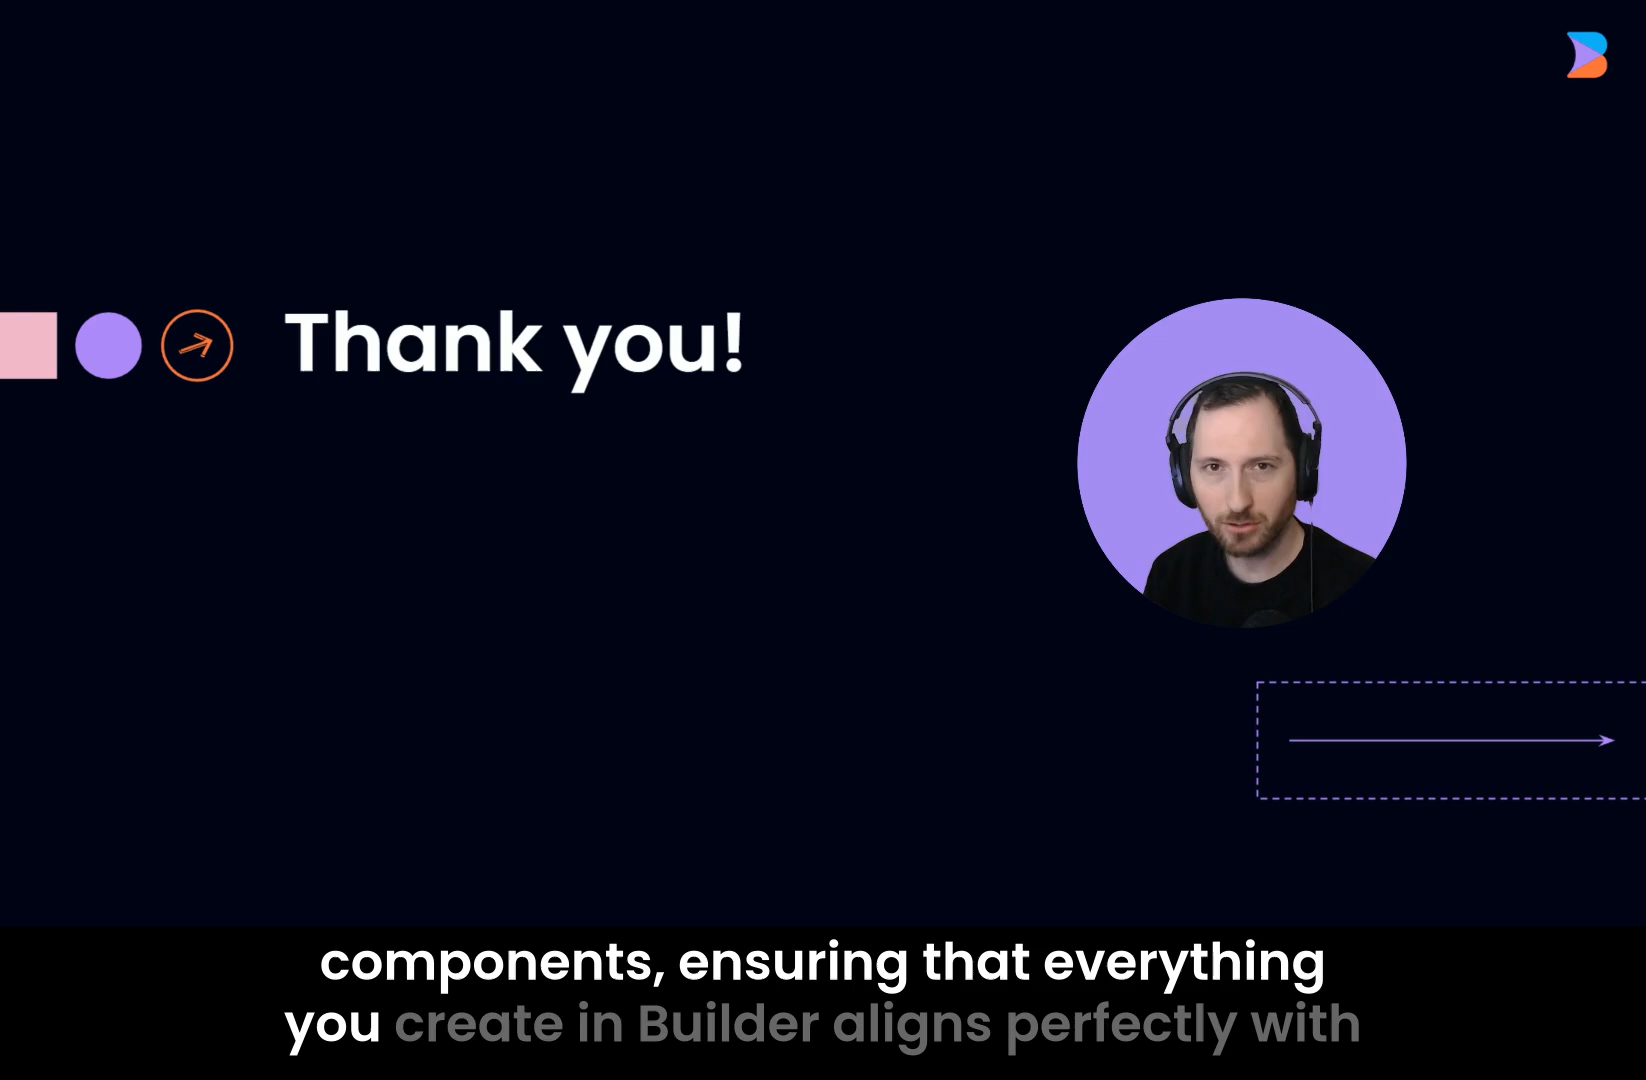 Thank you!
components, ensuring that everything
you create in Builder aligns perfectly with